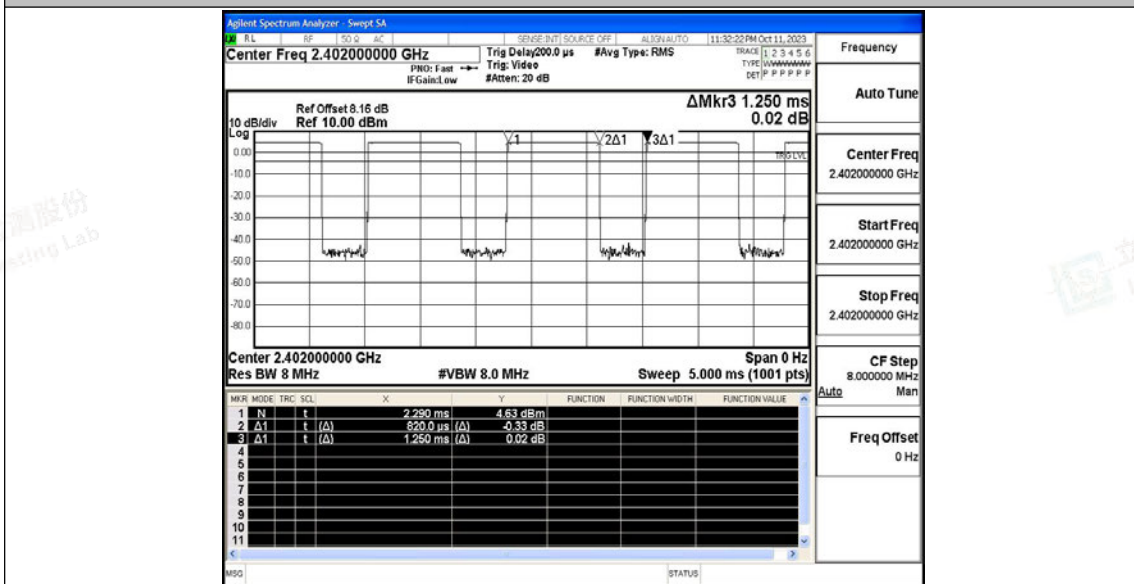 Agilent Spectrum Analyzer - Swept SA
RL RF 50 Ω AC SENSE:INT SOURCE OFF ALIGN AUTO 11:32:22 PM Oct 11, 2023
Center Freq 2.402000000 GHz
Trig Delay200.0 µs #Avg Type: RMS
TRACE 1 2 3 4 5 6
PNO: Fast Trig: Video
TYPE
IFGain:Low #Atten: 20 dB
DET P P P P P P
Frequency
ΔMkr3 1.250 ms
0.02 dB
Ref Offset 8.16 dB
10 dB/div Ref 10.00 dBm
Log
1 2Δ1 3Δ1
TRIG LVL
0.00
-10.0
-20.0
-30.0
-40.0
-50.0
-60.0
-70.0
-80.0
Center 2.402000000 GHz Span 0 Hz
Res BW 8 MHz #VBW 8.0 MHz Sweep 5.000 ms (1001 pts)
MKR MODE TRC SCL X Y FUNCTION FUNCTION WIDTH FUNCTION VALUE
1 N t 2.290 ms 4.63 dBm
2 Δ1 t (Δ) 820.0 µs (Δ) -0.33 dB
3 Δ1 t (Δ) 1.250 ms (Δ) 0.02 dB
4
5
6
7
8
9
10
11
MSG STATUS
Auto Tune
Center Freq
2.402000000 GHz
Start Freq
2.402000000 GHz
Stop Freq
2.402000000 GHz
CF Step
8.000000 MHz
Auto Man
Freq Offset
0 Hz
测股份
sting Lab
立